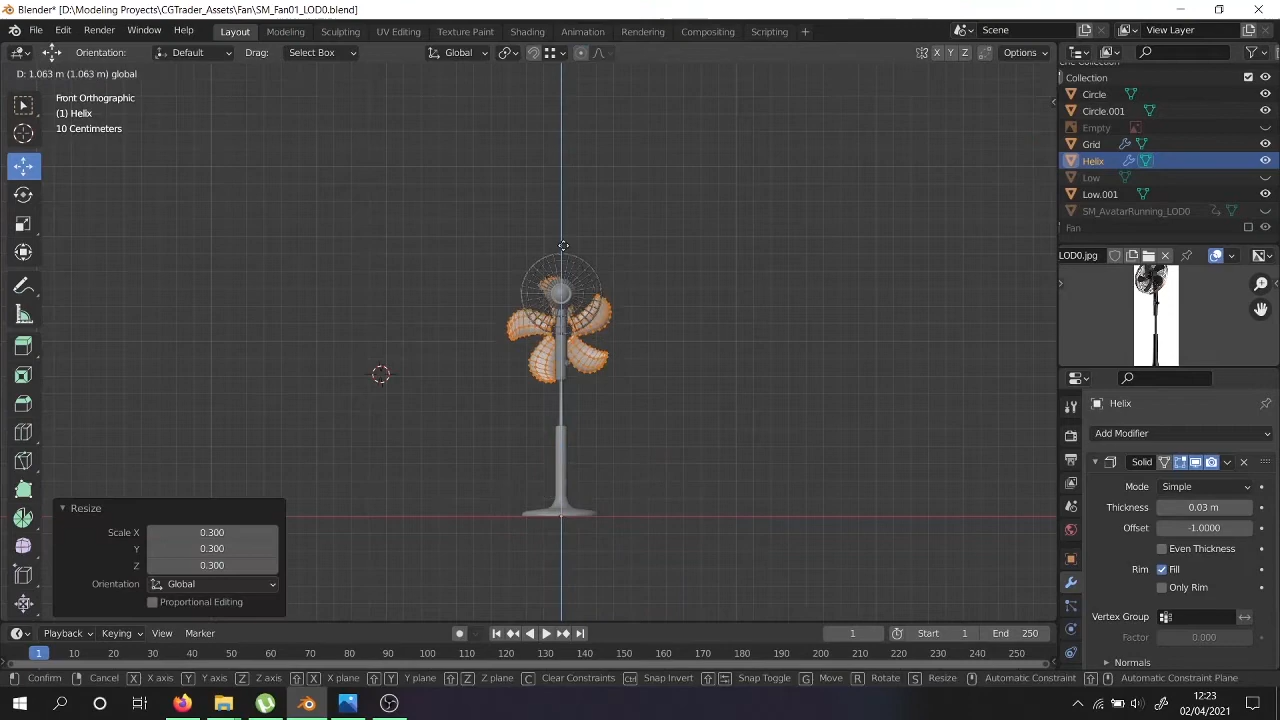 Blender* [D:\Modeling Projects\CGTrader_Assets\Fan\SM_Fan01_LOD0.blend]
File Edit Render Window Help Layout Modeling Sculpting UV Editing Texture Paint Shading Animation Rendering Compositing Scripting + Scene View Layer
Orientation: Default Drag: Select Box Global X Y Z Options
D: 1.063 m (1.063 m) global
Front Orthographic
(1) Helix
10 Centimeters
Collection
Circle
Circle.001
Empty
Grid
Helix
Low
Low.001
SM_AvatarRunning_LOD0
Fan
LOD0.jpg
Helix
Add Modifier
Solid
Mode Simple
Thickness 0.03 m
Offset -1.0000
Even Thickness
Rim Fill
Only Rim
Vertex Group
Factor 0.000
Normals
Resize
Scale X 0.300
Y 0.300
Z 0.300
Orientation Global
Proportional Editing
Playback Keying View Marker 1 Start 1 End 250
1 10 20 30 40 50 60 70 80 90 100 110 120 130 140 150 160 170 180 190 200 210 220 230 240 250
Confirm Cancel X X axis Y Y axis Z Z axis X X plane Y Y plane Z Z plane C Clear Constraints Ctrl Snap Invert Snap Toggle G Move R Rotate S Resize Automatic Constraint Automatic Constraint Plane
12:23
02/04/2021